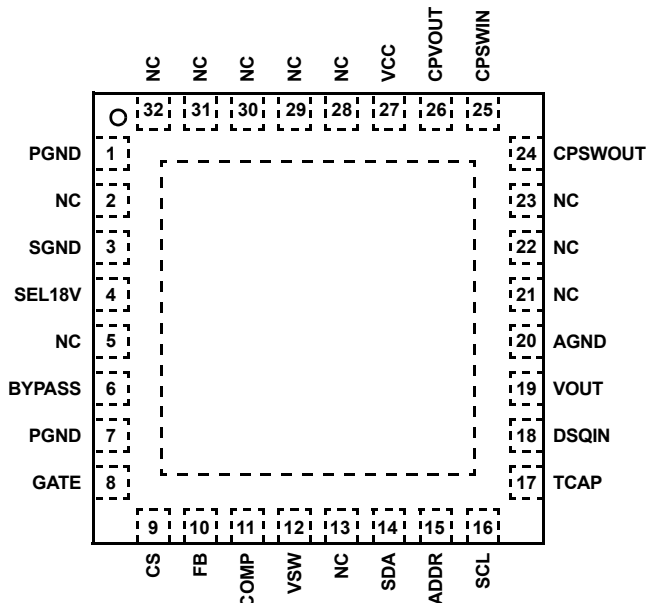 NC NC NC NC NC VCC CPVOUT CPSWIN
32 31 30 29 28 27 26 25
PGND 1
NC 2
SGND 3
SEL18V 4
NC 5
BYPASS 6
PGND 7
GATE 8
24 CPSWOUT
23 NC
22 NC
21 NC
20 AGND
19 VOUT
18 DSQIN
17 TCAP
9 10 11 12 13 14 15 16
CS FB COMP VSW NC SDA ADDR SCL